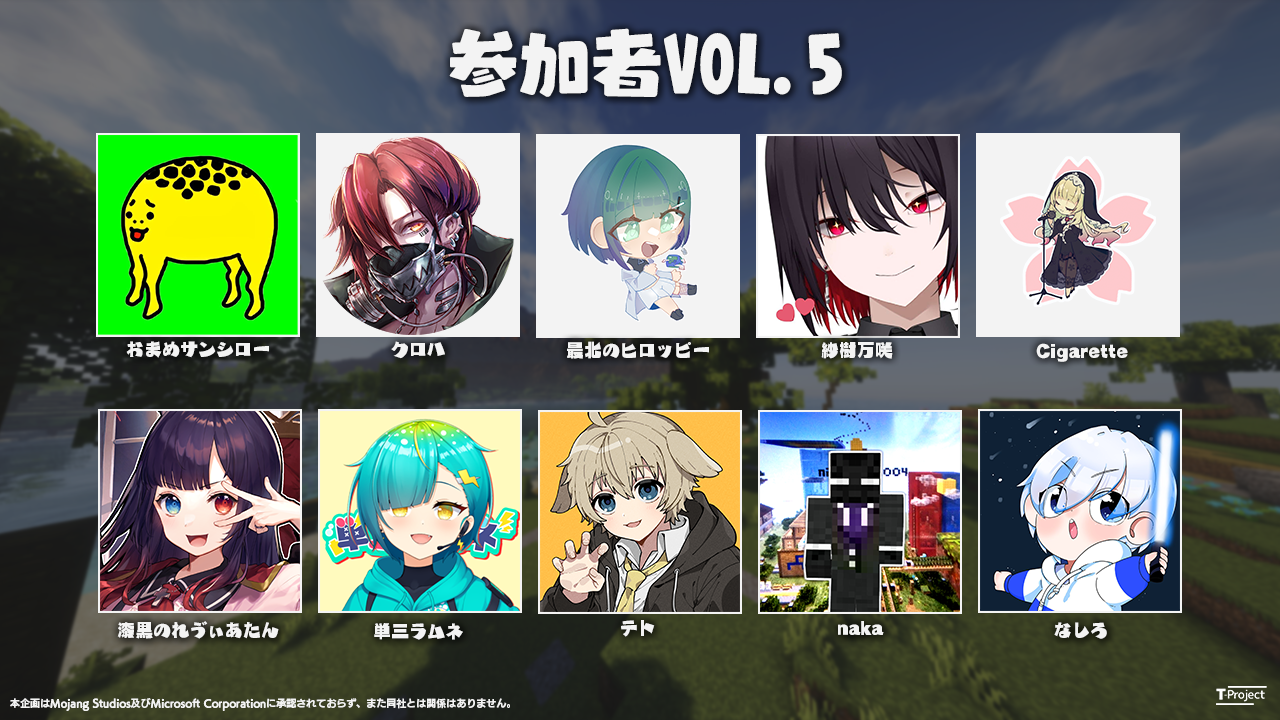 参加者VOL. 5
おまめサンシロー
クロハ
最北のヒロッピー
紗樹万咲
Cigarette
漆黒のれゔぃあたん
単三ラムネ
テト
naka
なしろ
本企画はMojang Studios及びMicrosoft Corporationに承認されておらず、また同社とは関係はありません。
T-Project